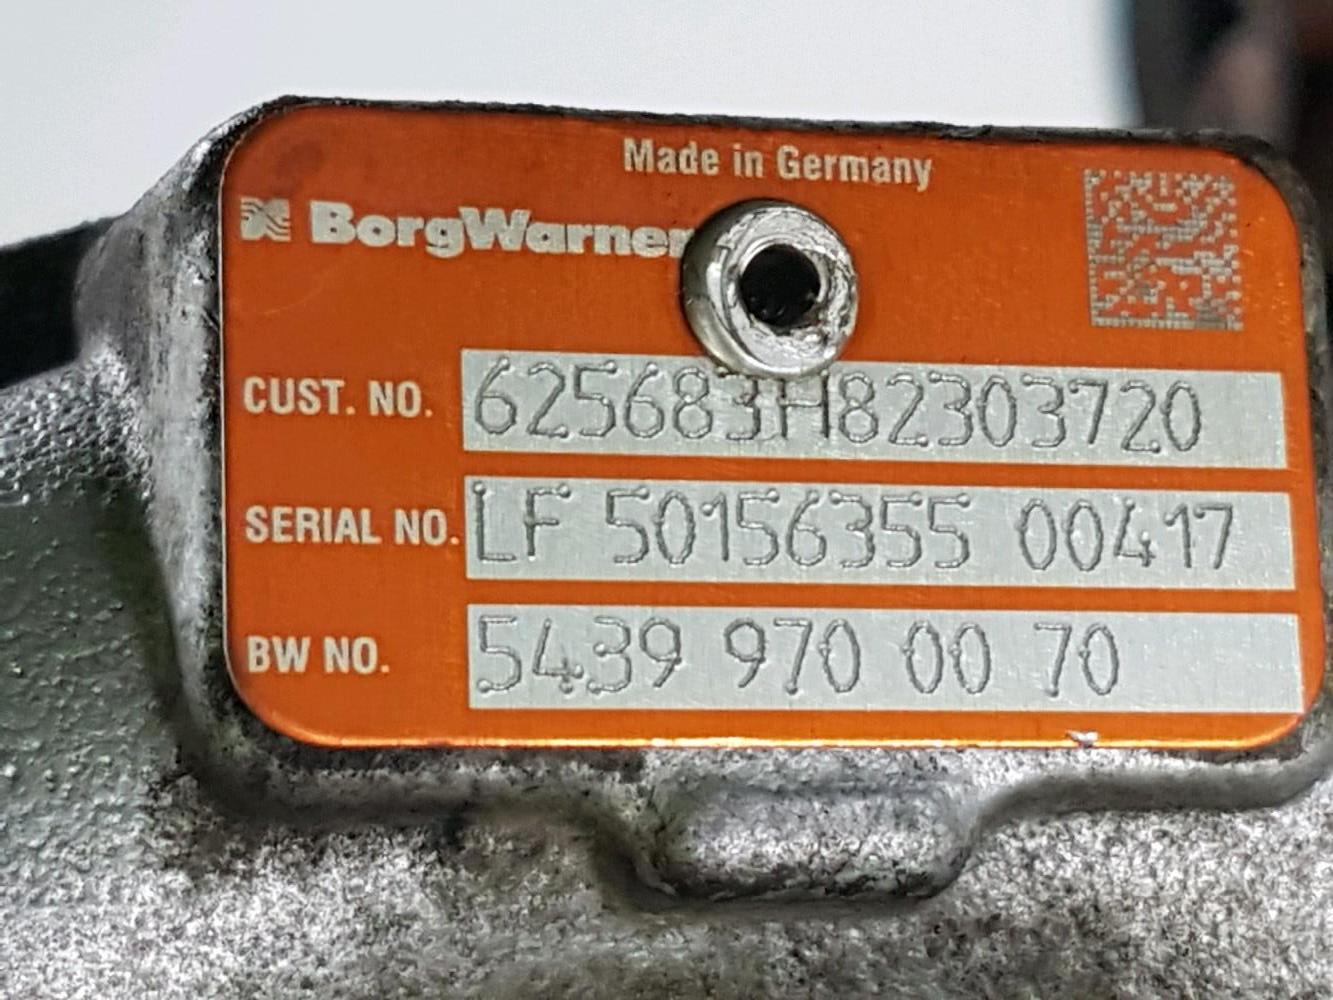 Made in Germany
BorgWarner
CUST. NO. 625683H82303720
SERIAL NO. LF 50156355 00417
BW NO. 5439 970 00 70